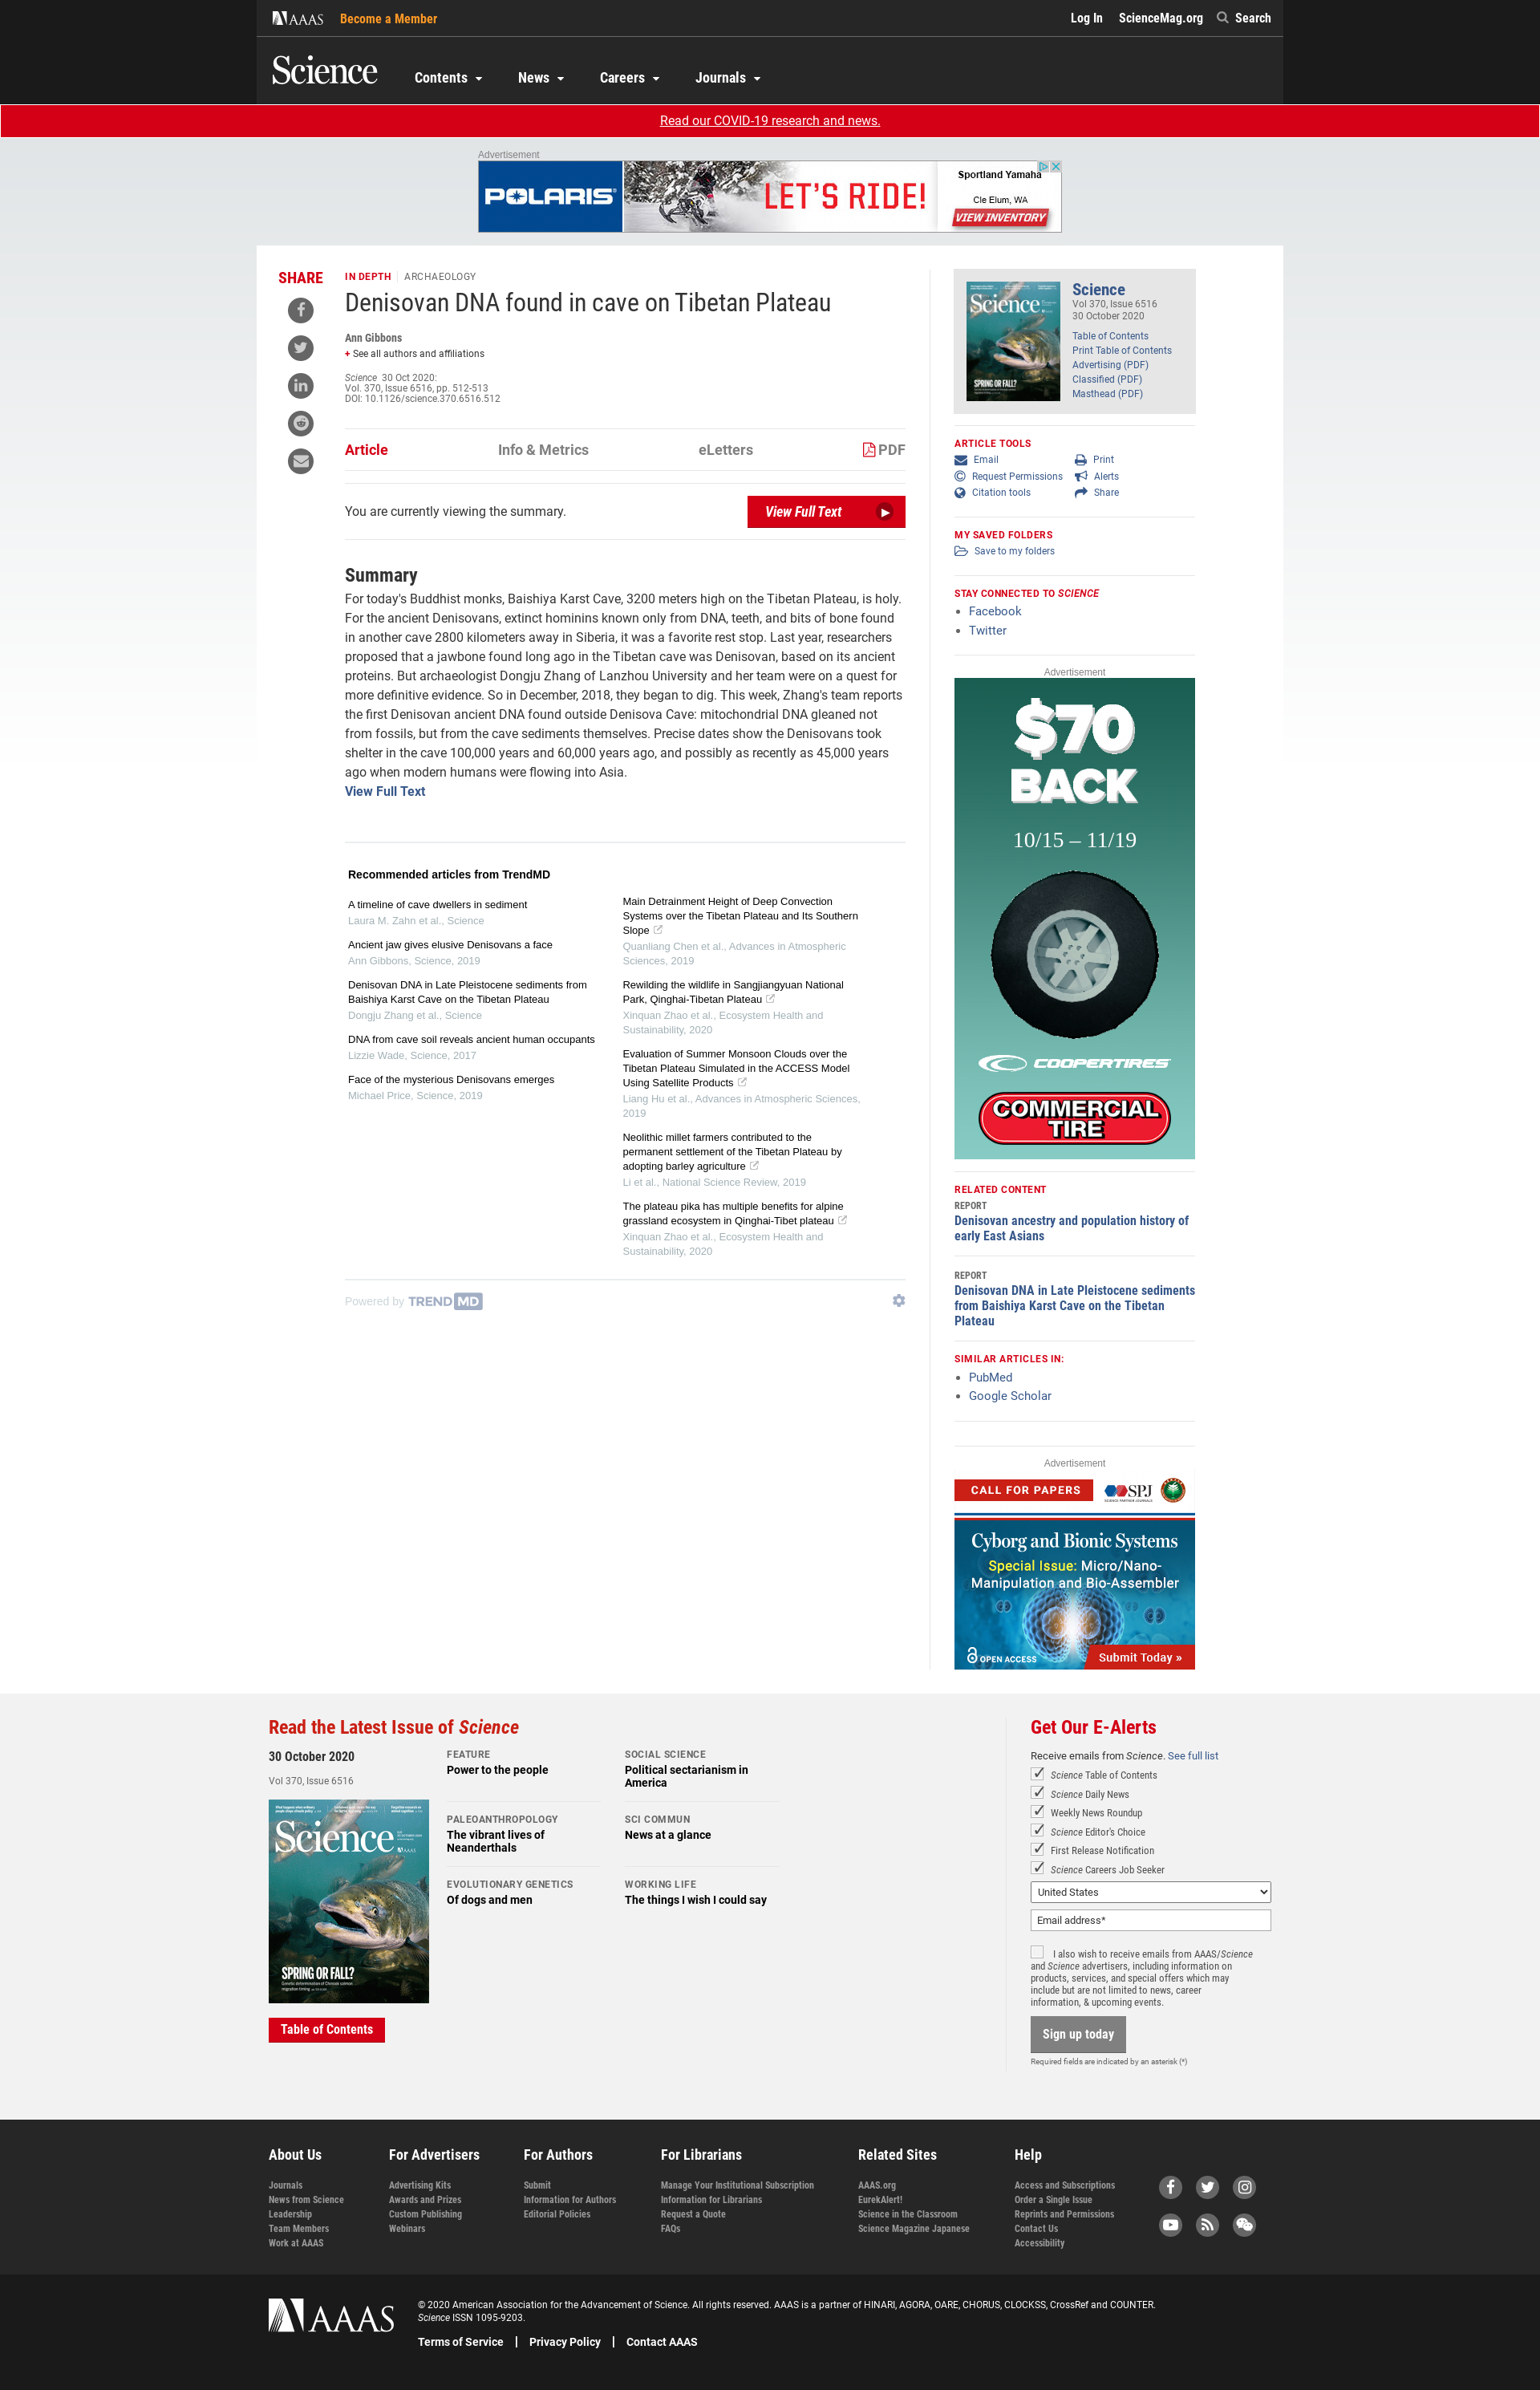 AAAS
Become a Member
Log In
ScienceMag.org
Search
Science
Contents
News
Careers
Journals
Read our COVID-19 research and news.
Advertisement
POLARIS
LET'S RIDE!
Sportland Yamaha
Cle Elum, WA
VIEW INVENTORY
SHARE
IN DEPTH
ARCHAEOLOGY
Denisovan DNA found in cave on Tibetan Plateau
Ann Gibbons
+ See all authors and affiliations
Science 30 Oct 2020:
Vol. 370, Issue 6516, pp. 512-513
DOI: 10.1126/science.370.6516.512
Article
Info & Metrics
eLetters
PDF
You are currently viewing the summary.
View Full Text
Summary
For today's Buddhist monks, Baishiya Karst Cave, 3200 meters high on the Tibetan Plateau, is holy.
For the ancient Denisovans, extinct hominins known only from DNA, teeth, and bits of bone found
in another cave 2800 kilometers away in Siberia, it was a favorite rest stop. Last year, researchers
proposed that a jawbone found long ago in the Tibetan cave was Denisovan, based on its ancient
proteins. But archaeologist Dongju Zhang of Lanzhou University and her team were on a quest for
more definitive evidence. So in December, 2018, they began to dig. This week, Zhang's team reports
the first Denisovan ancient DNA found outside Denisova Cave: mitochondrial DNA gleaned not
from fossils, but from the cave sediments themselves. Precise dates show the Denisovans took
shelter in the cave 100,000 years and 60,000 years ago, and possibly as recently as 45,000 years
ago when modern humans were flowing into Asia.
View Full Text
Recommended articles from TrendMD
A timeline of cave dwellers in sediment
Laura M. Zahn et al., Science
Ancient jaw gives elusive Denisovans a face
Ann Gibbons, Science, 2019
Denisovan DNA in Late Pleistocene sediments from
Baishiya Karst Cave on the Tibetan Plateau
Dongju Zhang et al., Science
DNA from cave soil reveals ancient human occupants
Lizzie Wade, Science, 2017
Face of the mysterious Denisovans emerges
Michael Price, Science, 2019
Main Detrainment Height of Deep Convection
Systems over the Tibetan Plateau and Its Southern
Slope
Quanliang Chen et al., Advances in Atmospheric
Sciences, 2019
Rewilding the wildlife in Sangjiangyuan National
Park, Qinghai-Tibetan Plateau
Xinquan Zhao et al., Ecosystem Health and
Sustainability, 2020
Evaluation of Summer Monsoon Clouds over the
Tibetan Plateau Simulated in the ACCESS Model
Using Satellite Products
Liang Hu et al., Advances in Atmospheric Sciences,
2019
Neolithic millet farmers contributed to the
permanent settlement of the Tibetan Plateau by
adopting barley agriculture
Li et al., National Science Review, 2019
The plateau pika has multiple benefits for alpine
grassland ecosystem in Qinghai-Tibet plateau
Xinquan Zhao et al., Ecosystem Health and
Sustainability, 2020
Powered by TREND MD
Science
SPRING OR FALL?
Science
Vol 370, Issue 6516
30 October 2020
Table of Contents
Print Table of Contents
Advertising (PDF)
Classified (PDF)
Masthead (PDF)
ARTICLE TOOLS
Email
Print
Request Permissions
Alerts
Citation tools
Share
MY SAVED FOLDERS
Save to my folders
STAY CONNECTED TO SCIENCE
Facebook
Twitter
Advertisement
$70
BACK
10/15 – 11/19
COOPERTIRES
COMMERCIAL
TIRE
RELATED CONTENT
REPORT
Denisovan ancestry and population history of
early East Asians
REPORT
Denisovan DNA in Late Pleistocene sediments
from Baishiya Karst Cave on the Tibetan
Plateau
SIMILAR ARTICLES IN:
PubMed
Google Scholar
Advertisement
CALL FOR PAPERS
SPJ
SCIENCE PARTNER JOURNALS
Cyborg and Bionic Systems
Special Issue: Micro/Nano-
Manipulation and Bio-Assembler
OPEN ACCESS
Submit Today »
Read the Latest Issue of Science
30 October 2020
Vol 370, Issue 6516
Science
AAAS
SPRING OR FALL?
Genetic determination of Chinook salmon
migration timing
Table of Contents
FEATURE
Power to the people
SOCIAL SCIENCE
Political sectarianism in
America
PALEOANTHROPOLOGY
The vibrant lives of
Neanderthals
SCI COMMUN
News at a glance
EVOLUTIONARY GENETICS
Of dogs and men
WORKING LIFE
The things I wish I could say
Get Our E-Alerts
Receive emails from Science. See full list
Science Table of Contents
Science Daily News
Weekly News Roundup
Science Editor's Choice
First Release Notification
Science Careers Job Seeker
United States
Email address*
I also wish to receive emails from AAAS/Science
and Science advertisers, including information on
products, services, and special offers which may
include but are not limited to news, career
information, & upcoming events.
Sign up today
Required fields are indicated by an asterisk (*)
About Us
Journals
News from Science
Leadership
Team Members
Work at AAAS
For Advertisers
Advertising Kits
Awards and Prizes
Custom Publishing
Webinars
For Authors
Submit
Information for Authors
Editorial Policies
For Librarians
Manage Your Institutional Subscription
Information for Librarians
Request a Quote
FAQs
Related Sites
AAAS.org
EurekAlert!
Science in the Classroom
Science Magazine Japanese
Help
Access and Subscriptions
Order a Single Issue
Reprints and Permissions
Contact Us
Accessibility
AAAS
© 2020 American Association for the Advancement of Science. All rights reserved. AAAS is a partner of HINARI, AGORA, OARE, CHORUS, CLOCKSS, CrossRef and COUNTER.
Science ISSN 1095-9203.
Terms of Service
Privacy Policy
Contact AAAS